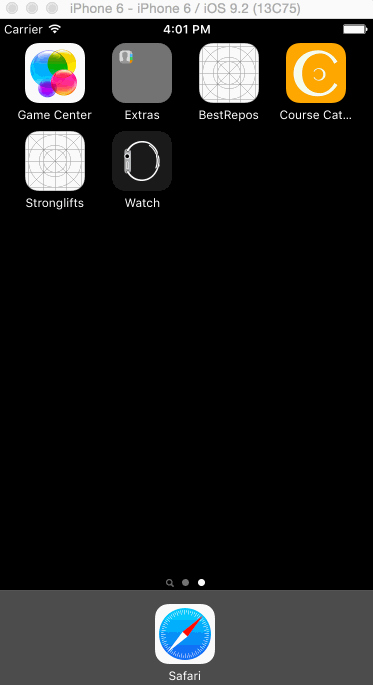 iPhone 6 - iPhone 6 / iOS 9.2 (13C75)
Carrier 4:01 PM
Game Center Extras BestRepos Course Cat...
Stronglifts Watch
Safari